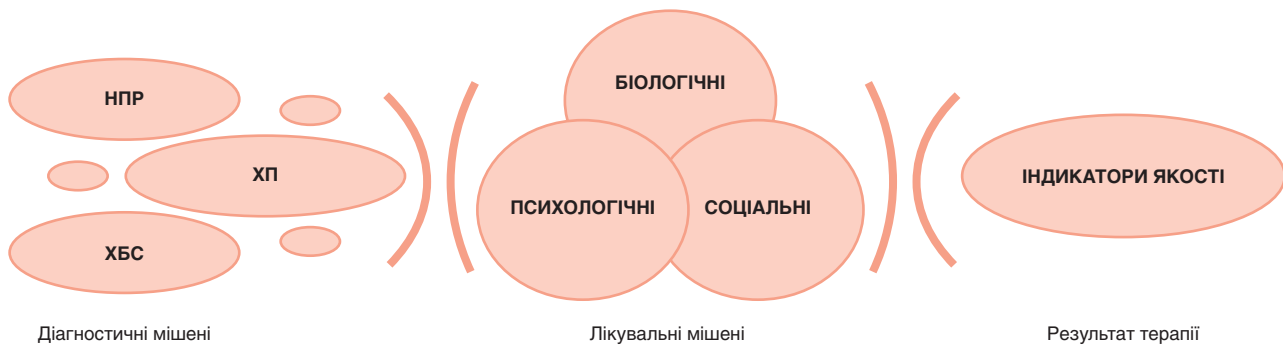 НПР
ХП
ХБС
БІОЛОГІЧНІ
ПСИХОЛОГІЧНІ
СОЦІАЛЬНІ
ІНДИКАТОРИ ЯКОСТІ
Діагностичні мішені
Лікувальні мішені
Результат терапії